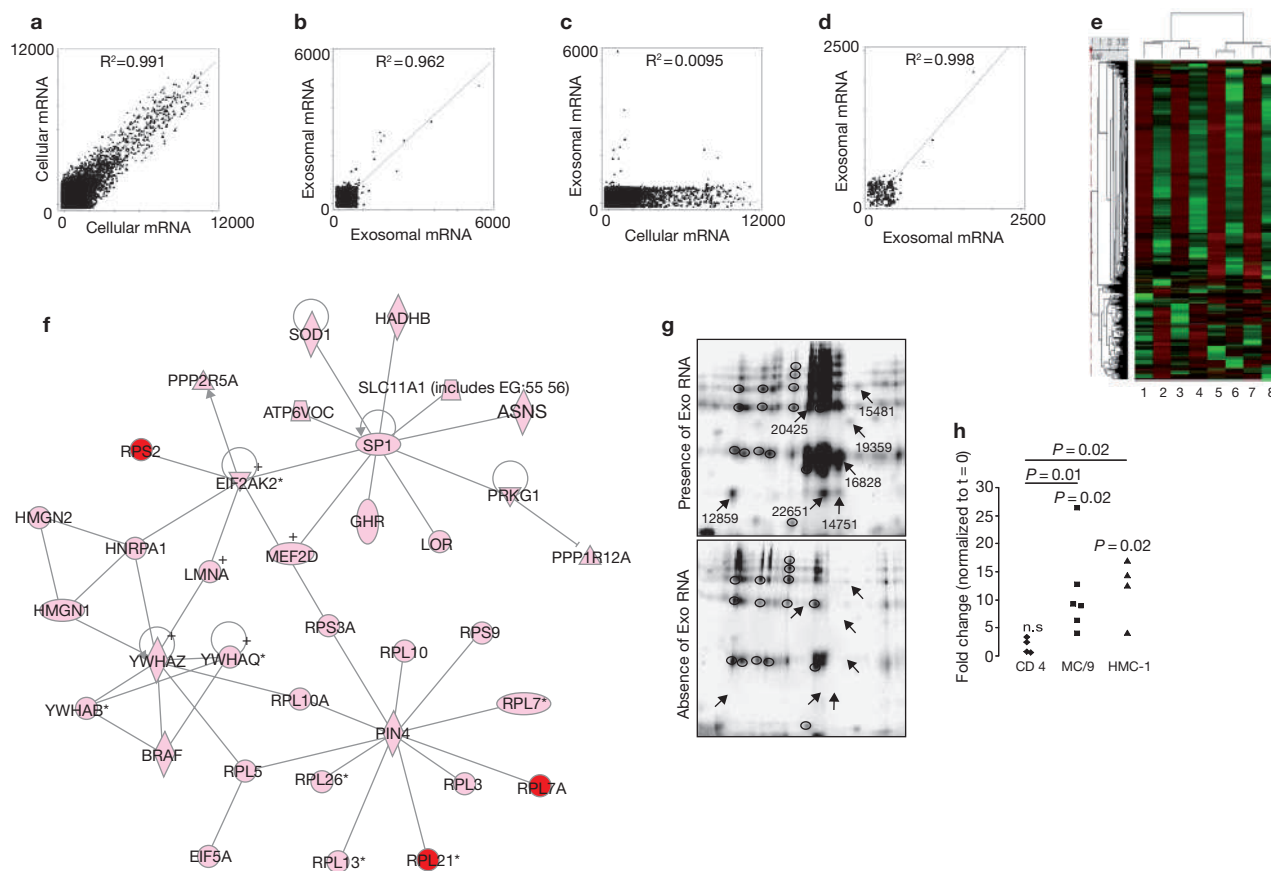 a
12000
R²=0.991
Cellular mRNA
0
0
12000
Cellular mRNA
b
6000
R²=0.962
Exosomal mRNA
0
0
6000
Exosomal mRNA
c
6000
R²=0.0095
Exosomal mRNA
0
0
12000
Cellular mRNA
d
2500
R²=0.998
Exosomal mRNA
0
0
2500
Exosomal mRNA
e
1 2 3 4 5 6 7 8
f
SOD1
HADHB
PPP2R5A
SLC11A1 (includes EG:55 56)
ATP6VOC
ASNS
RPS2
SP1
EIF2AK2*
+
PRKG1
HMGN2
GHR
HNRPA1
MEF2D
+
LOR
PPP1R12A
LMNA
+
HMGN1
RPS3A
RPS9
YWHAZ
+
YWHAQ*
+
RPL10
YWHAB*
RPL10A
RPL7*
PIN4
BRAF
RPL5
RPL26*
RPL3
RPL7A
EIF5A
RPL13*
RPL21*
g
Presence of Exo RNA
15481
20425
19359
16828
12859
22651
14751
Absence of Exo RNA
h
P = 0.02
P = 0.01
P = 0.02
P = 0.02
n.s
Fold change (normalized to t = 0)
30
25
20
15
10
5
0
CD 4 MC/9 HMC-1